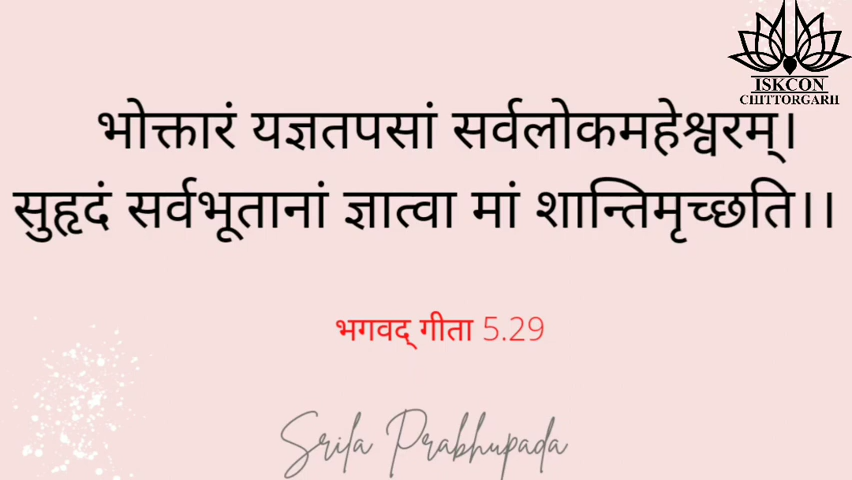 ISKCON
CHITTORGARH
भोक्तारं यज्ञतपसां सर्वलोकमहेश्वरम्।
सुहृदं सर्वभूतानां ज्ञात्वा मां शान्तिमृच्छति।।
भगवद् गीता 5.29
Srila Prabhupada